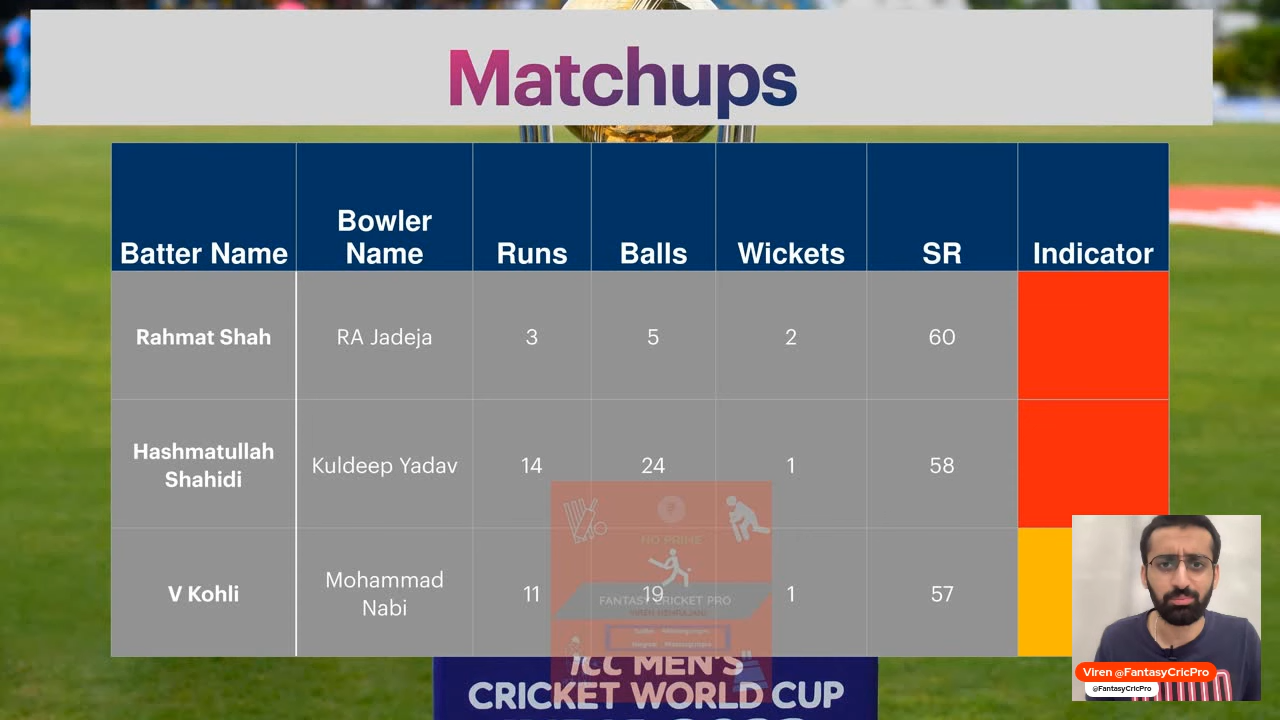 Matchups
Batter Name
Bowler
Name
Runs
Balls
Wickets
SR
Indicator
Rahmat Shah
RA Jadeja
3
5
2
60
Hashmatullah
Shahidi
Kuldeep Yadav
14
24
1
58
V Kohli
Mohammad
Nabi
11
19
1
57
NO PRIME
FANTASY CRICKET PRO
ICC MEN'S
CRICKET WORLD CUP
Viren @FantasyCricPro
@FantasyCricPro